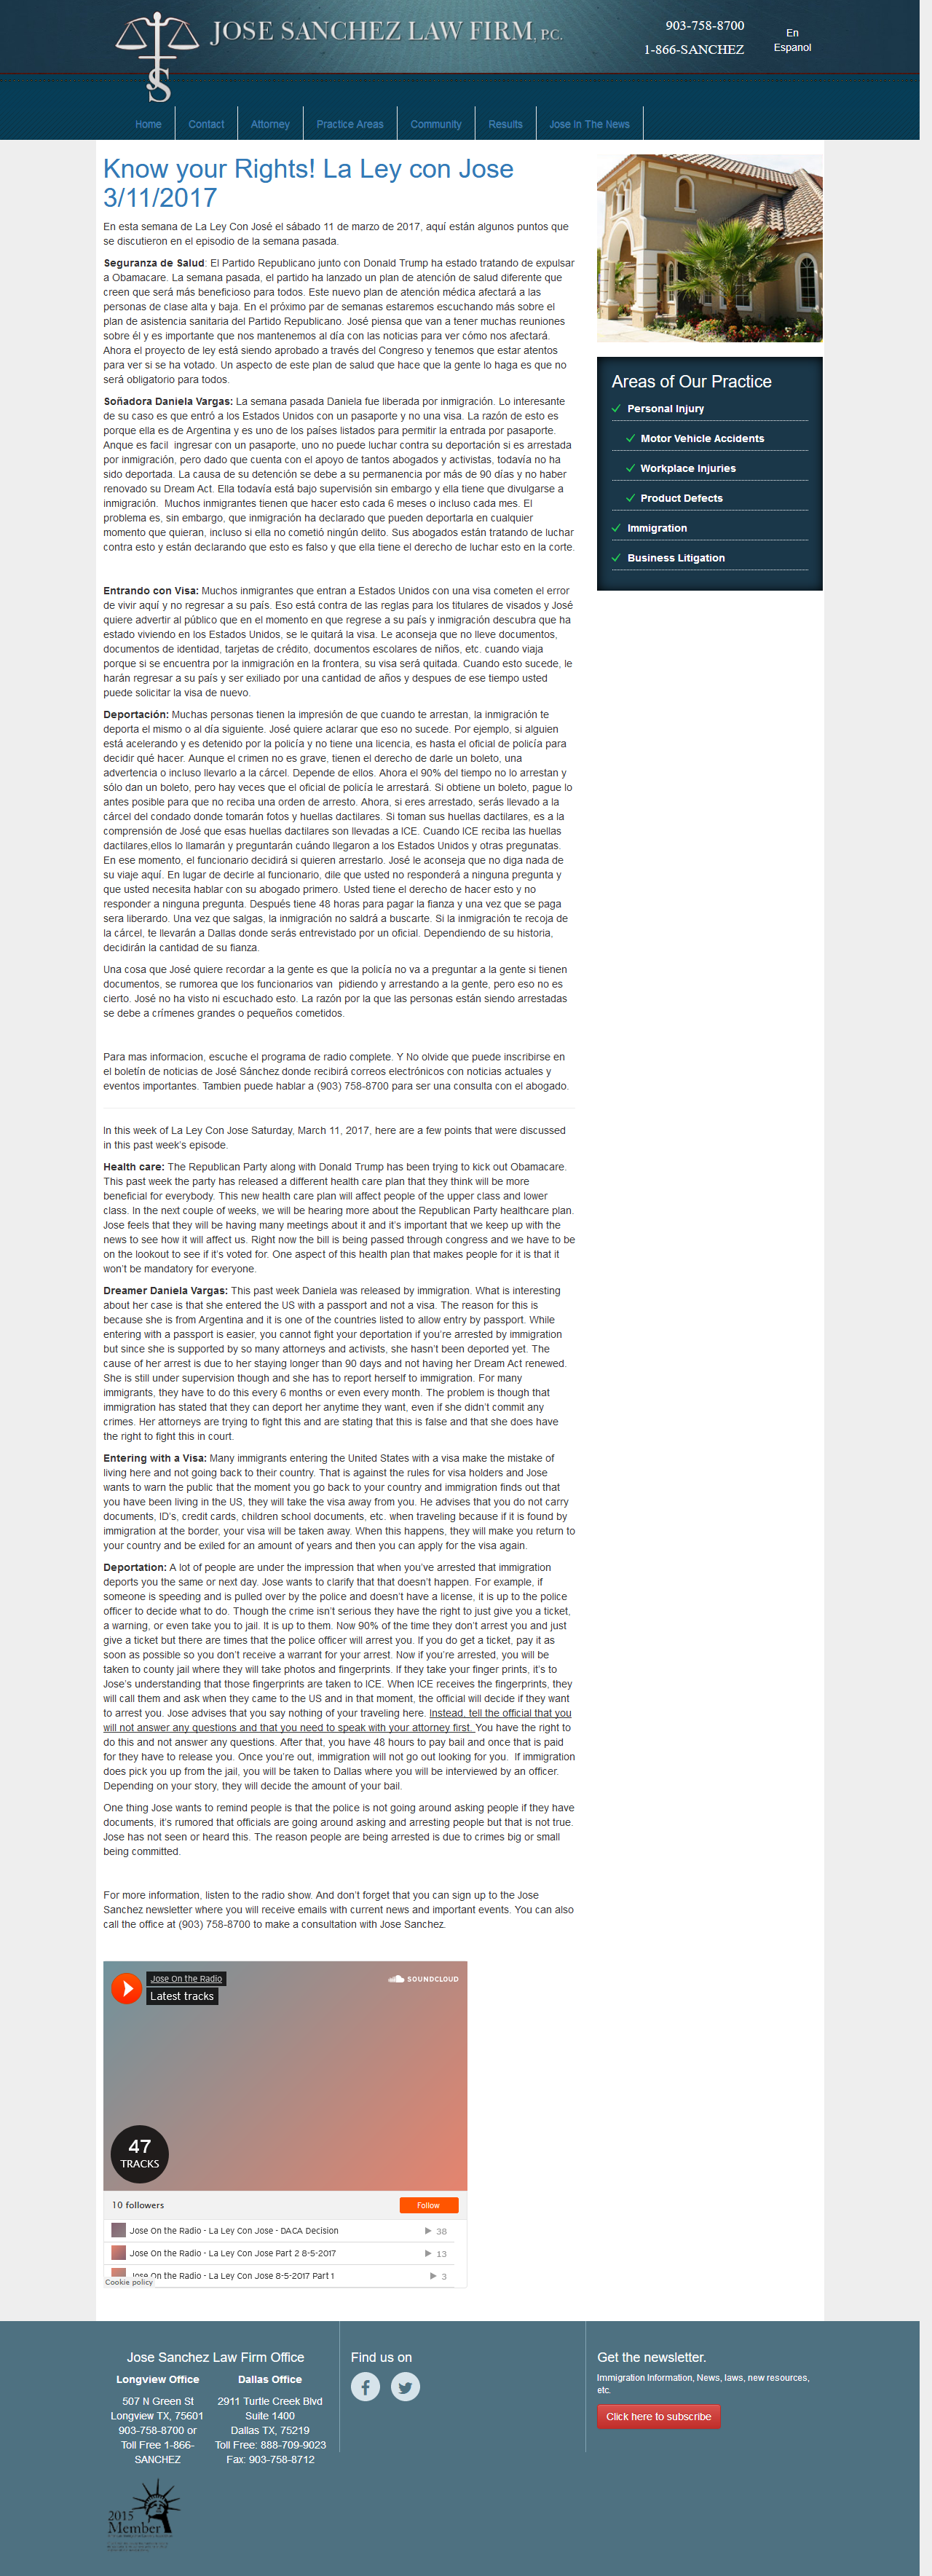 JOSE SANCHEZ LAW FIRM, P.C.
903-758-8700
1-866-SANCHEZ
En
Espanol
Home
Contact
Attorney
Practice Areas
Community
Results
Jose In The News
Know your Rights! La Ley con Jose
3/11/2017
En esta semana de La Ley Con José el sábado 11 de marzo de 2017, aquí están algunos puntos que
se discutieron en el episodio de la semana pasada.
Seguranza de Salud: El Partido Republicano junto con Donald Trump ha estado tratando de expulsar
a Obamacare. La semana pasada, el partido ha lanzado un plan de atención de salud diferente que
creen que será más beneficioso para todos. Este nuevo plan de atención médica afectará a las
personas de clase alta y baja. En el próximo par de semanas estaremos escuchando más sobre el
plan de asistencia sanitaria del Partido Republicano. José piensa que van a tener muchas reuniones
sobre él y es importante que nos mantenemos al día con las noticias para ver cómo nos afectará.
Ahora el proyecto de ley está siendo aprobado a través del Congreso y tenemos que estar atentos
para ver si se ha votado. Un aspecto de este plan de salud que hace que la gente lo haga es que no
será obligatorio para todos.
Soñadora Daniela Vargas: La semana pasada Daniela fue liberada por inmigración. Lo interesante
de su caso es que entró a los Estados Unidos con un pasaporte y no una visa. La razón de esto es
porque ella es de Argentina y es uno de los países listados para permitir la entrada por pasaporte.
Anque es facil  ingresar con un pasaporte, uno no puede luchar contra su deportación si es arrestada
por inmigración, pero dado que cuenta con el apoyo de tantos abogados y activistas, todavía no ha
sido deportada. La causa de su detención se debe a su permanencia por más de 90 días y no haber
renovado su Dream Act. Ella todavía está bajo supervisión sin embargo y ella tiene que divulgarse a
inmigración.  Muchos inmigrantes tienen que hacer esto cada 6 meses o incluso cada mes. El
problema es, sin embargo, que inmigración ha declarado que pueden deportarla en cualquier
momento que quieran, incluso si ella no cometió ningún delito. Sus abogados están tratando de luchar
contra esto y están declarando que esto es falso y que ella tiene el derecho de luchar esto en la corte.
Entrando con Visa: Muchos inmigrantes que entran a Estados Unidos con una visa cometen el error
de vivir aquí y no regresar a su país. Eso está contra de las reglas para los titulares de visados y José
quiere advertir al público que en el momento en que regrese a su país y inmigración descubra que ha
estado viviendo en los Estados Unidos, se le quitará la visa. Le aconseja que no lleve documentos,
documentos de identidad, tarjetas de crédito, documentos escolares de niños, etc. cuando viaja
porque si se encuentra por la inmigración en la frontera, su visa será quitada. Cuando esto sucede, le
harán regresar a su país y ser exiliado por una cantidad de años y despues de ese tiempo usted
puede solicitar la visa de nuevo.
Deportación: Muchas personas tienen la impresión de que cuando te arrestan, la inmigración te
deporta el mismo o al día siguiente. José quiere aclarar que eso no sucede. Por ejemplo, si alguien
está acelerando y es detenido por la policía y no tiene una licencia, es hasta el oficial de policía para
decidir qué hacer. Aunque el crimen no es grave, tienen el derecho de darle un boleto, una
advertencia o incluso llevarlo a la cárcel. Depende de ellos. Ahora el 90% del tiempo no lo arrestan y
sólo dan un boleto, pero hay veces que el oficial de policía le arrestará. Si obtiene un boleto, pague lo
antes posible para que no reciba una orden de arresto. Ahora, si eres arrestado, serás llevado a la
cárcel del condado donde tomarán fotos y huellas dactilares. Si toman sus huellas dactilares, es a la
comprensión de José que esas huellas dactilares son llevadas a ICE. Cuando ICE reciba las huellas
dactilares,ellos lo llamarán y preguntarán cuándo llegaron a los Estados Unidos y otras pregunatas.
En ese momento, el funcionario decidirá si quieren arrestarlo. José le aconseja que no diga nada de
su viaje aquí. En lugar de decirle al funcionario, dile que usted no responderá a ninguna pregunta y
que usted necesita hablar con su abogado primero. Usted tiene el derecho de hacer esto y no
responder a ninguna pregunta. Después tiene 48 horas para pagar la fianza y una vez que se paga
sera liberardo. Una vez que salgas, la inmigración no saldrá a buscarte. Si la inmigración te recoja de
la cárcel, te llevarán a Dallas donde serás entrevistado por un oficial. Dependiendo de su historia,
decidirán la cantidad de su fianza.
Una cosa que José quiere recordar a la gente es que la policía no va a preguntar a la gente si tienen
documentos, se rumorea que los funcionarios van  pidiendo y arrestando a la gente, pero eso no es
cierto. José no ha visto ni escuchado esto. La razón por la que las personas están siendo arrestadas
se debe a crímenes grandes o pequeños cometidos.
Para mas informacion, escuche el programa de radio complete. Y No olvide que puede inscribirse en
el boletín de noticias de José Sánchez donde recibirá correos electrónicos con noticias actuales y
eventos importantes. Tambien puede hablar a (903) 758-8700 para ser una consulta con el abogado.
In this week of La Ley Con Jose Saturday, March 11, 2017, here are a few points that were discussed
in this past week's episode.
Health care: The Republican Party along with Donald Trump has been trying to kick out Obamacare.
This past week the party has released a different health care plan that they think will be more
beneficial for everybody. This new health care plan will affect people of the upper class and lower
class. In the next couple of weeks, we will be hearing more about the Republican Party healthcare plan.
Jose feels that they will be having many meetings about it and it's important that we keep up with the
news to see how it will affect us. Right now the bill is being passed through congress and we have to be
on the lookout to see if it's voted for. One aspect of this health plan that makes people for it is that it
won't be mandatory for everyone.
Dreamer Daniela Vargas: This past week Daniela was released by immigration. What is interesting
about her case is that she entered the US with a passport and not a visa. The reason for this is
because she is from Argentina and it is one of the countries listed to allow entry by passport. While
entering with a passport is easier, you cannot fight your deportation if you're arrested by immigration
but since she is supported by so many attorneys and activists, she hasn't been deported yet. The
cause of her arrest is due to her staying longer than 90 days and not having her Dream Act renewed.
She is still under supervision though and she has to report herself to immigration. For many
immigrants, they have to do this every 6 months or even every month. The problem is though that
immigration has stated that they can deport her anytime they want, even if she didn't commit any
crimes. Her attorneys are trying to fight this and are stating that this is false and that she does have
the right to fight this in court.
Entering with a Visa: Many immigrants entering the United States with a visa make the mistake of
living here and not going back to their country. That is against the rules for visa holders and Jose
wants to warn the public that the moment you go back to your country and immigration finds out that
you have been living in the US, they will take the visa away from you. He advises that you do not carry
documents, ID's, credit cards, children school documents, etc. when traveling because if it is found by
immigration at the border, your visa will be taken away. When this happens, they will make you return to
your country and be exiled for an amount of years and then you can apply for the visa again.
Deportation: A lot of people are under the impression that when you've arrested that immigration
deports you the same or next day. Jose wants to clarify that that doesn't happen. For example, if
someone is speeding and is pulled over by the police and doesn't have a license, it is up to the police
officer to decide what to do. Though the crime isn't serious they have the right to just give you a ticket,
a warning, or even take you to jail. It is up to them. Now 90% of the time they don't arrest you and just
give a ticket but there are times that the police officer will arrest you. If you do get a ticket, pay it as
soon as possible so you don't receive a warrant for your arrest. Now if you're arrested, you will be
taken to county jail where they will take photos and fingerprints. If they take your finger prints, it's to
Jose's understanding that those fingerprints are taken to ICE. When ICE receives the fingerprints, they
will call them and ask when they came to the US and in that moment, the official will decide if they want
to arrest you. Jose advises that you say nothing of your traveling here. Instead, tell the official that you
will not answer any questions and that you need to speak with your attorney first. You have the right to
do this and not answer any questions. After that, you have 48 hours to pay bail and once that is paid
for they have to release you. Once you're out, immigration will not go out looking for you.  If immigration
does pick you up from the jail, you will be taken to Dallas where you will be interviewed by an officer.
Depending on your story, they will decide the amount of your bail.
One thing Jose wants to remind people is that the police is not going around asking people if they have
documents, it's rumored that officials are going around asking and arresting people but that is not true.
Jose has not seen or heard this. The reason people are being arrested is due to crimes big or small
being committed.
For more information, listen to the radio show. And don't forget that you can sign up to the Jose
Sanchez newsletter where you will receive emails with current news and important events. You can also
call the office at (903) 758-8700 to make a consultation with Jose Sanchez.
Jose On the Radio
Latest tracks
SOUNDCLOUD
47
TRACKS
10 followers
Follow
Jose On the Radio - La Ley Con Jose - DACA Decision
38
Jose On the Radio - La Ley Con Jose Part 2 8-5-2017
13
Jose On the Radio - La Ley Con Jose 8-5-2017 Part 1
3
Cookie policy
Areas of Our Practice
Personal Injury
Motor Vehicle Accidents
Workplace Injuries
Product Defects
Immigration
Business Litigation
Jose Sanchez Law Firm Office
Longview Office
507 N Green St
Longview TX, 75601
903-758-8700 or
Toll Free 1-866-
SANCHEZ
Dallas Office
2911 Turtle Creek Blvd
Suite 1400
Dallas TX, 75219
Toll Free: 888-709-9023
Fax: 903-758-8712
2015
Member
Find us on
Get the newsletter.
Immigration Information, News, laws, new resources,
etc.
Click here to subscribe